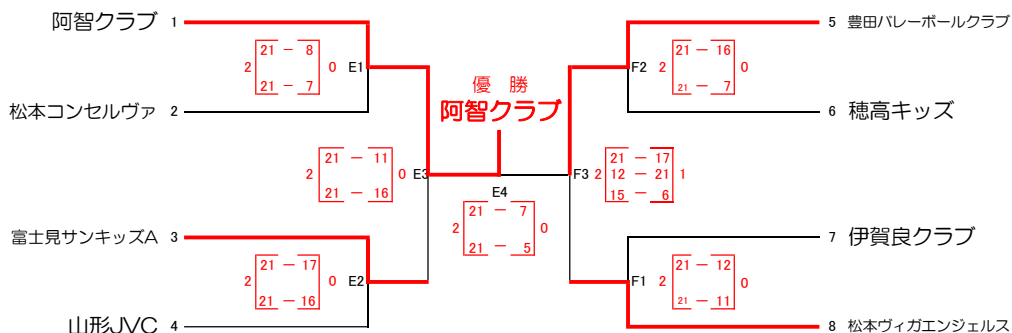 阿智クラブ 1
5 豊田バレーボールクラブ
21 － 8
2 0 E1
21 － 7
F2 2 21 － 16 0
21 － 7
優 勝
阿智クラブ
松本コンセルヴァ 2
6 穂高キッズ
21 － 11
2 0 E3
21 － 16
21 － 17
F3 2 12 － 21 1
15 － 6
E4
21 － 7
2 0
21 － 5
富士見サンキッズA 3
7 伊賀良クラブ
21 － 17
2 0 E2
21 － 16
21 － 12
F1 2 0
21 － 11
山形JVC 4
8 松本ヴィガエンジェルス